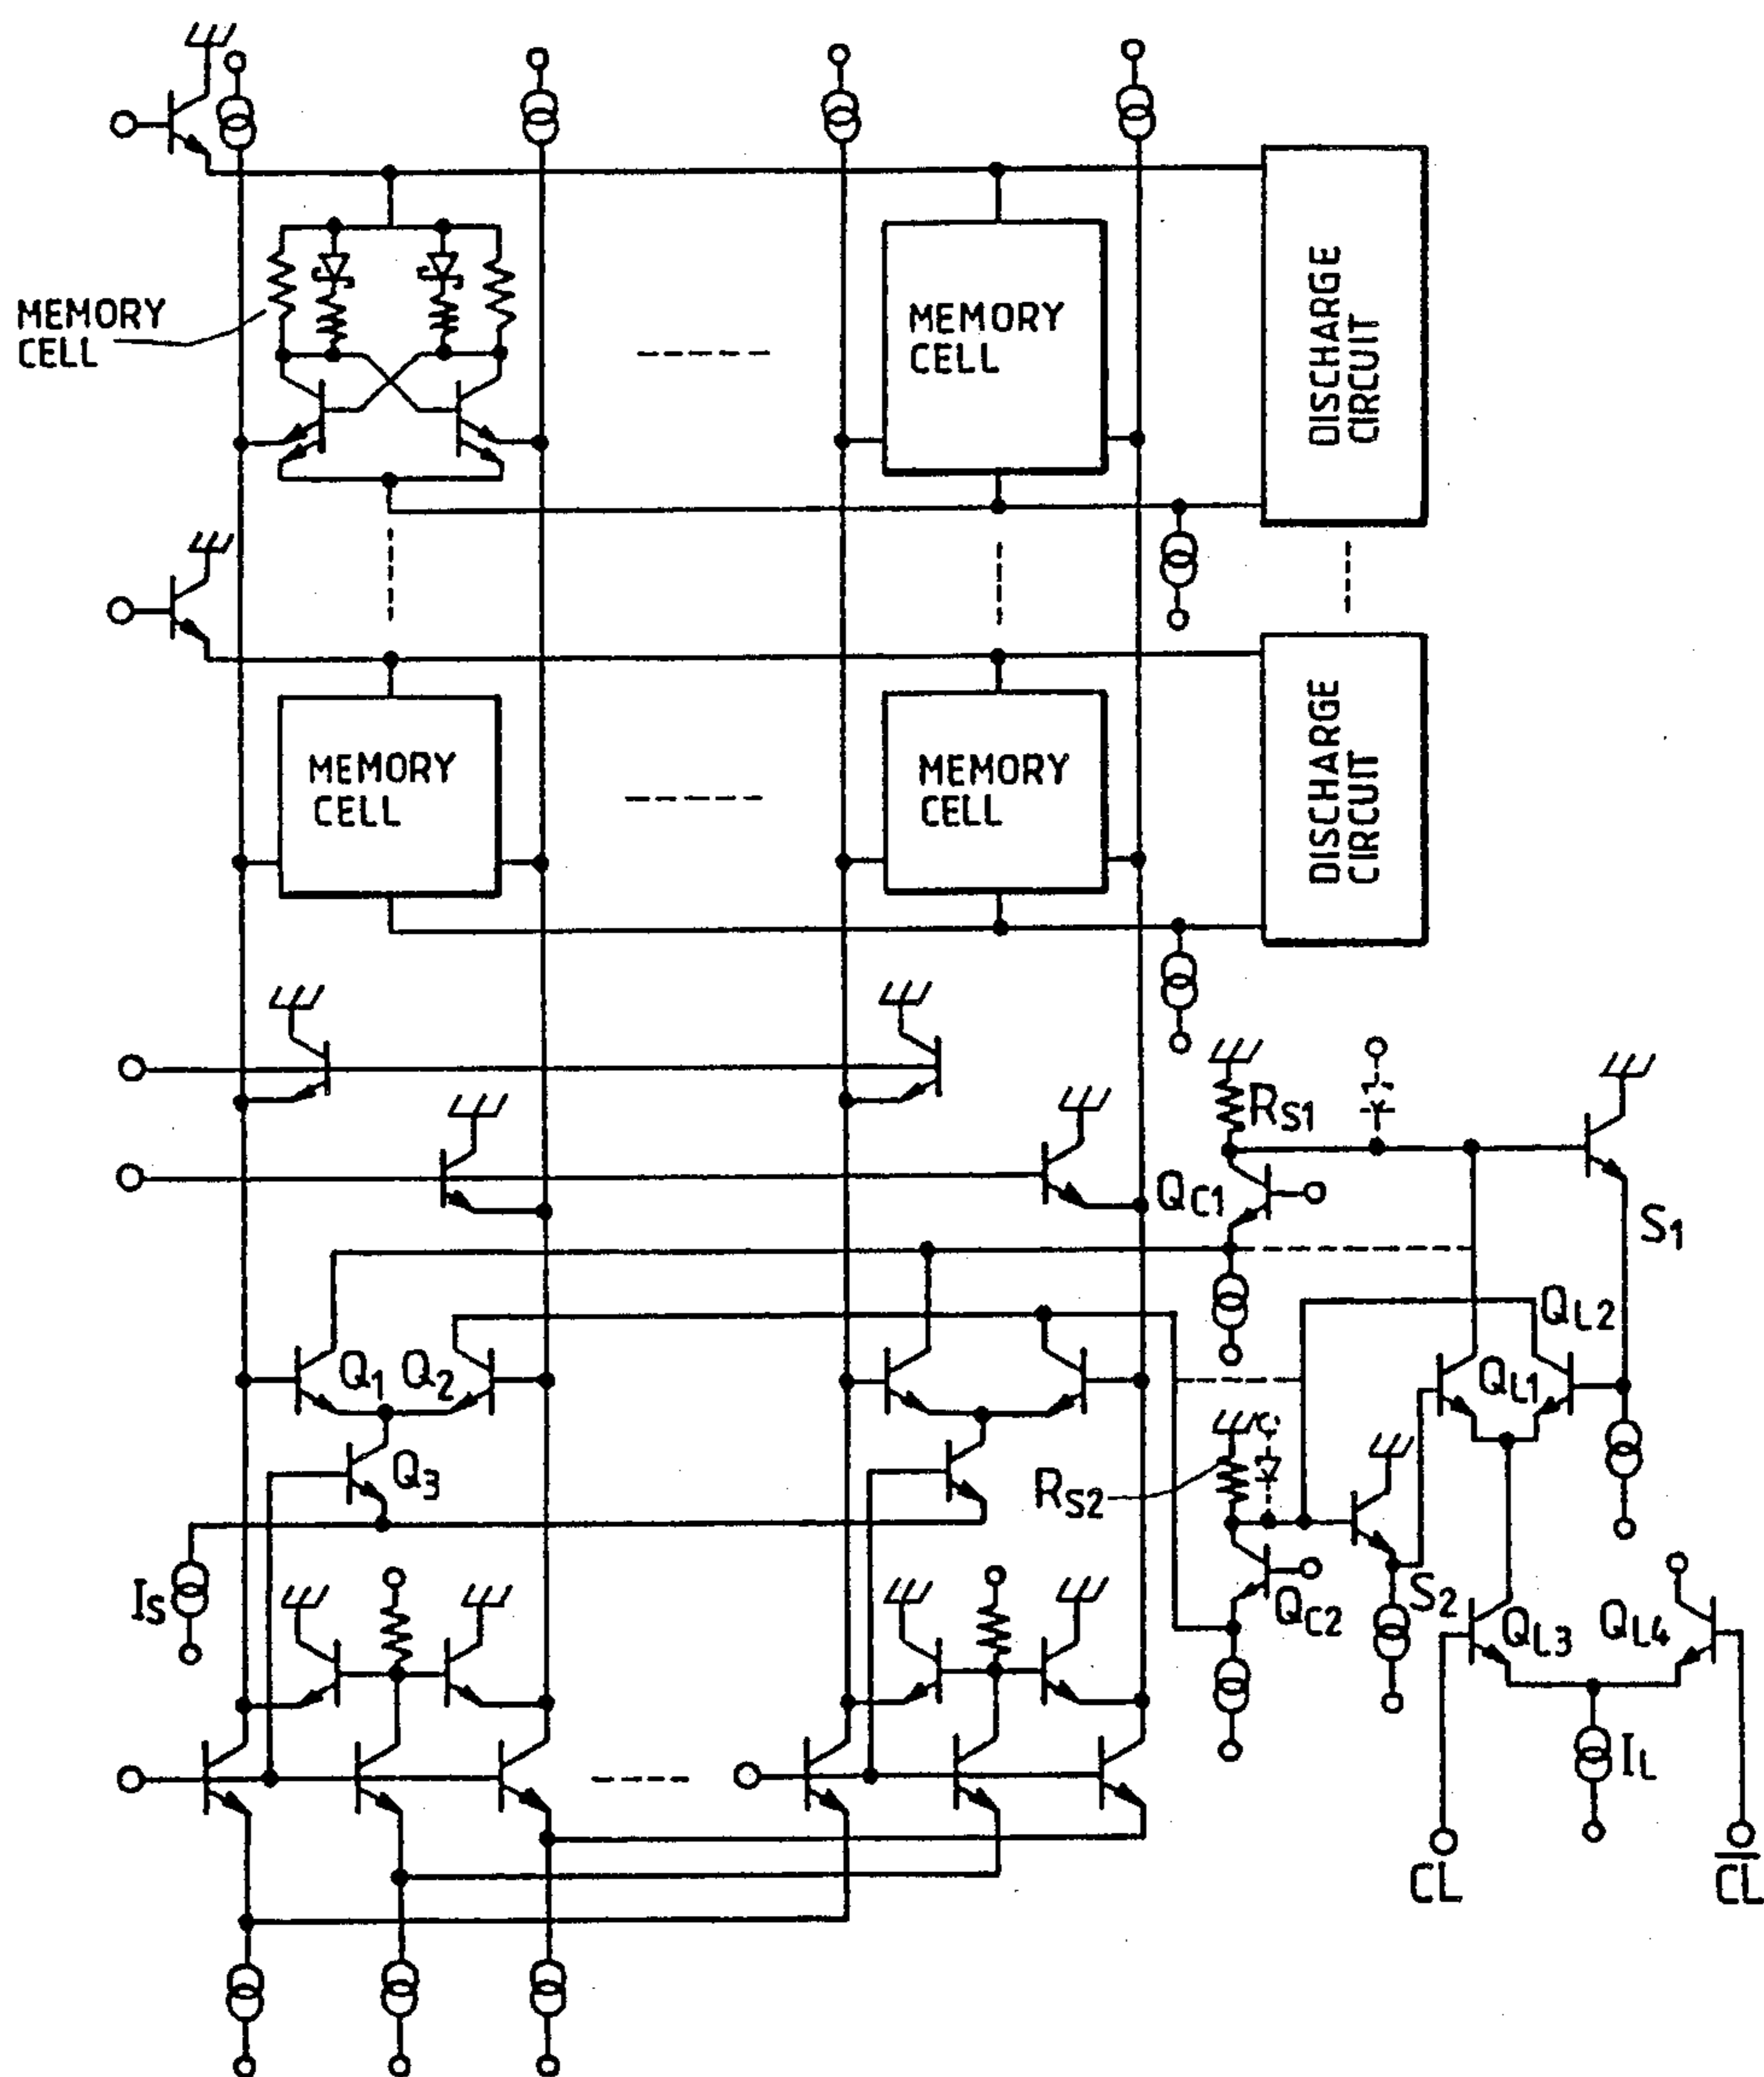 MEMORY
CELL
MEMORY
CELL
DISCHARGE
CIRCUIT
MEMORY
CELL
MEMORY
CELL
DISCHARGE
CIRCUIT
RS1
QC1
S1
QL2
Q1
Q2
QL1
Q3
RS2
IS
S2
QC2
QL3
QL4
IL
CL
C̅L̅